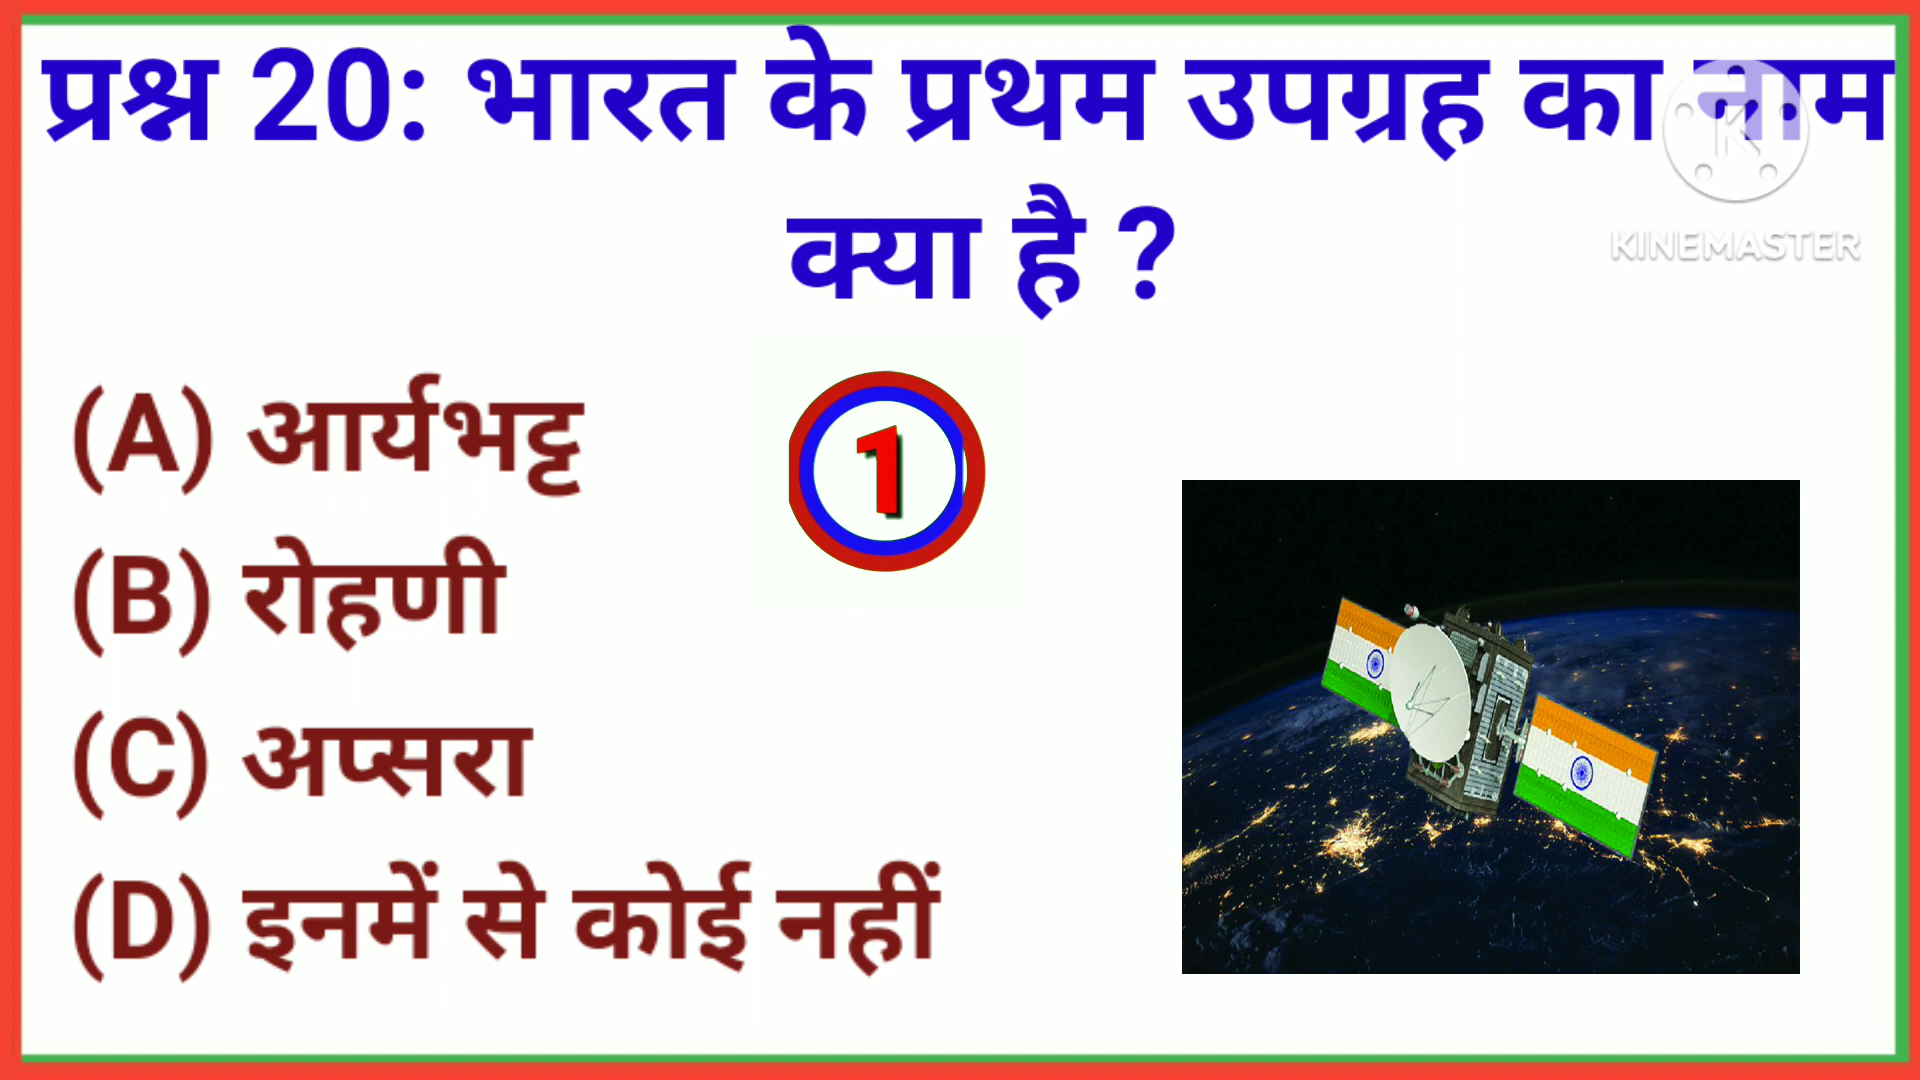 प्रश्न 20: भारत के प्रथम उपग्रह का नाम
क्या है ?
KINEMASTER
(A) आर्यभट्ट
1
(B) रोहणी
(C) अप्सरा
(D) इनमें से कोई नहीं